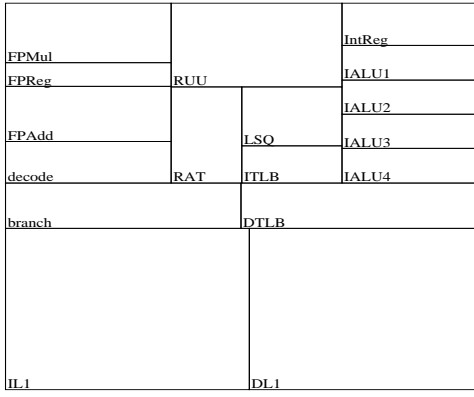 FPMul
FPReg
FPAdd
decode
RUU
RAT
LSQ
ITLB
IntReg
IALU1
IALU2
IALU3
IALU4
branch
DTLB
IL1
DL1